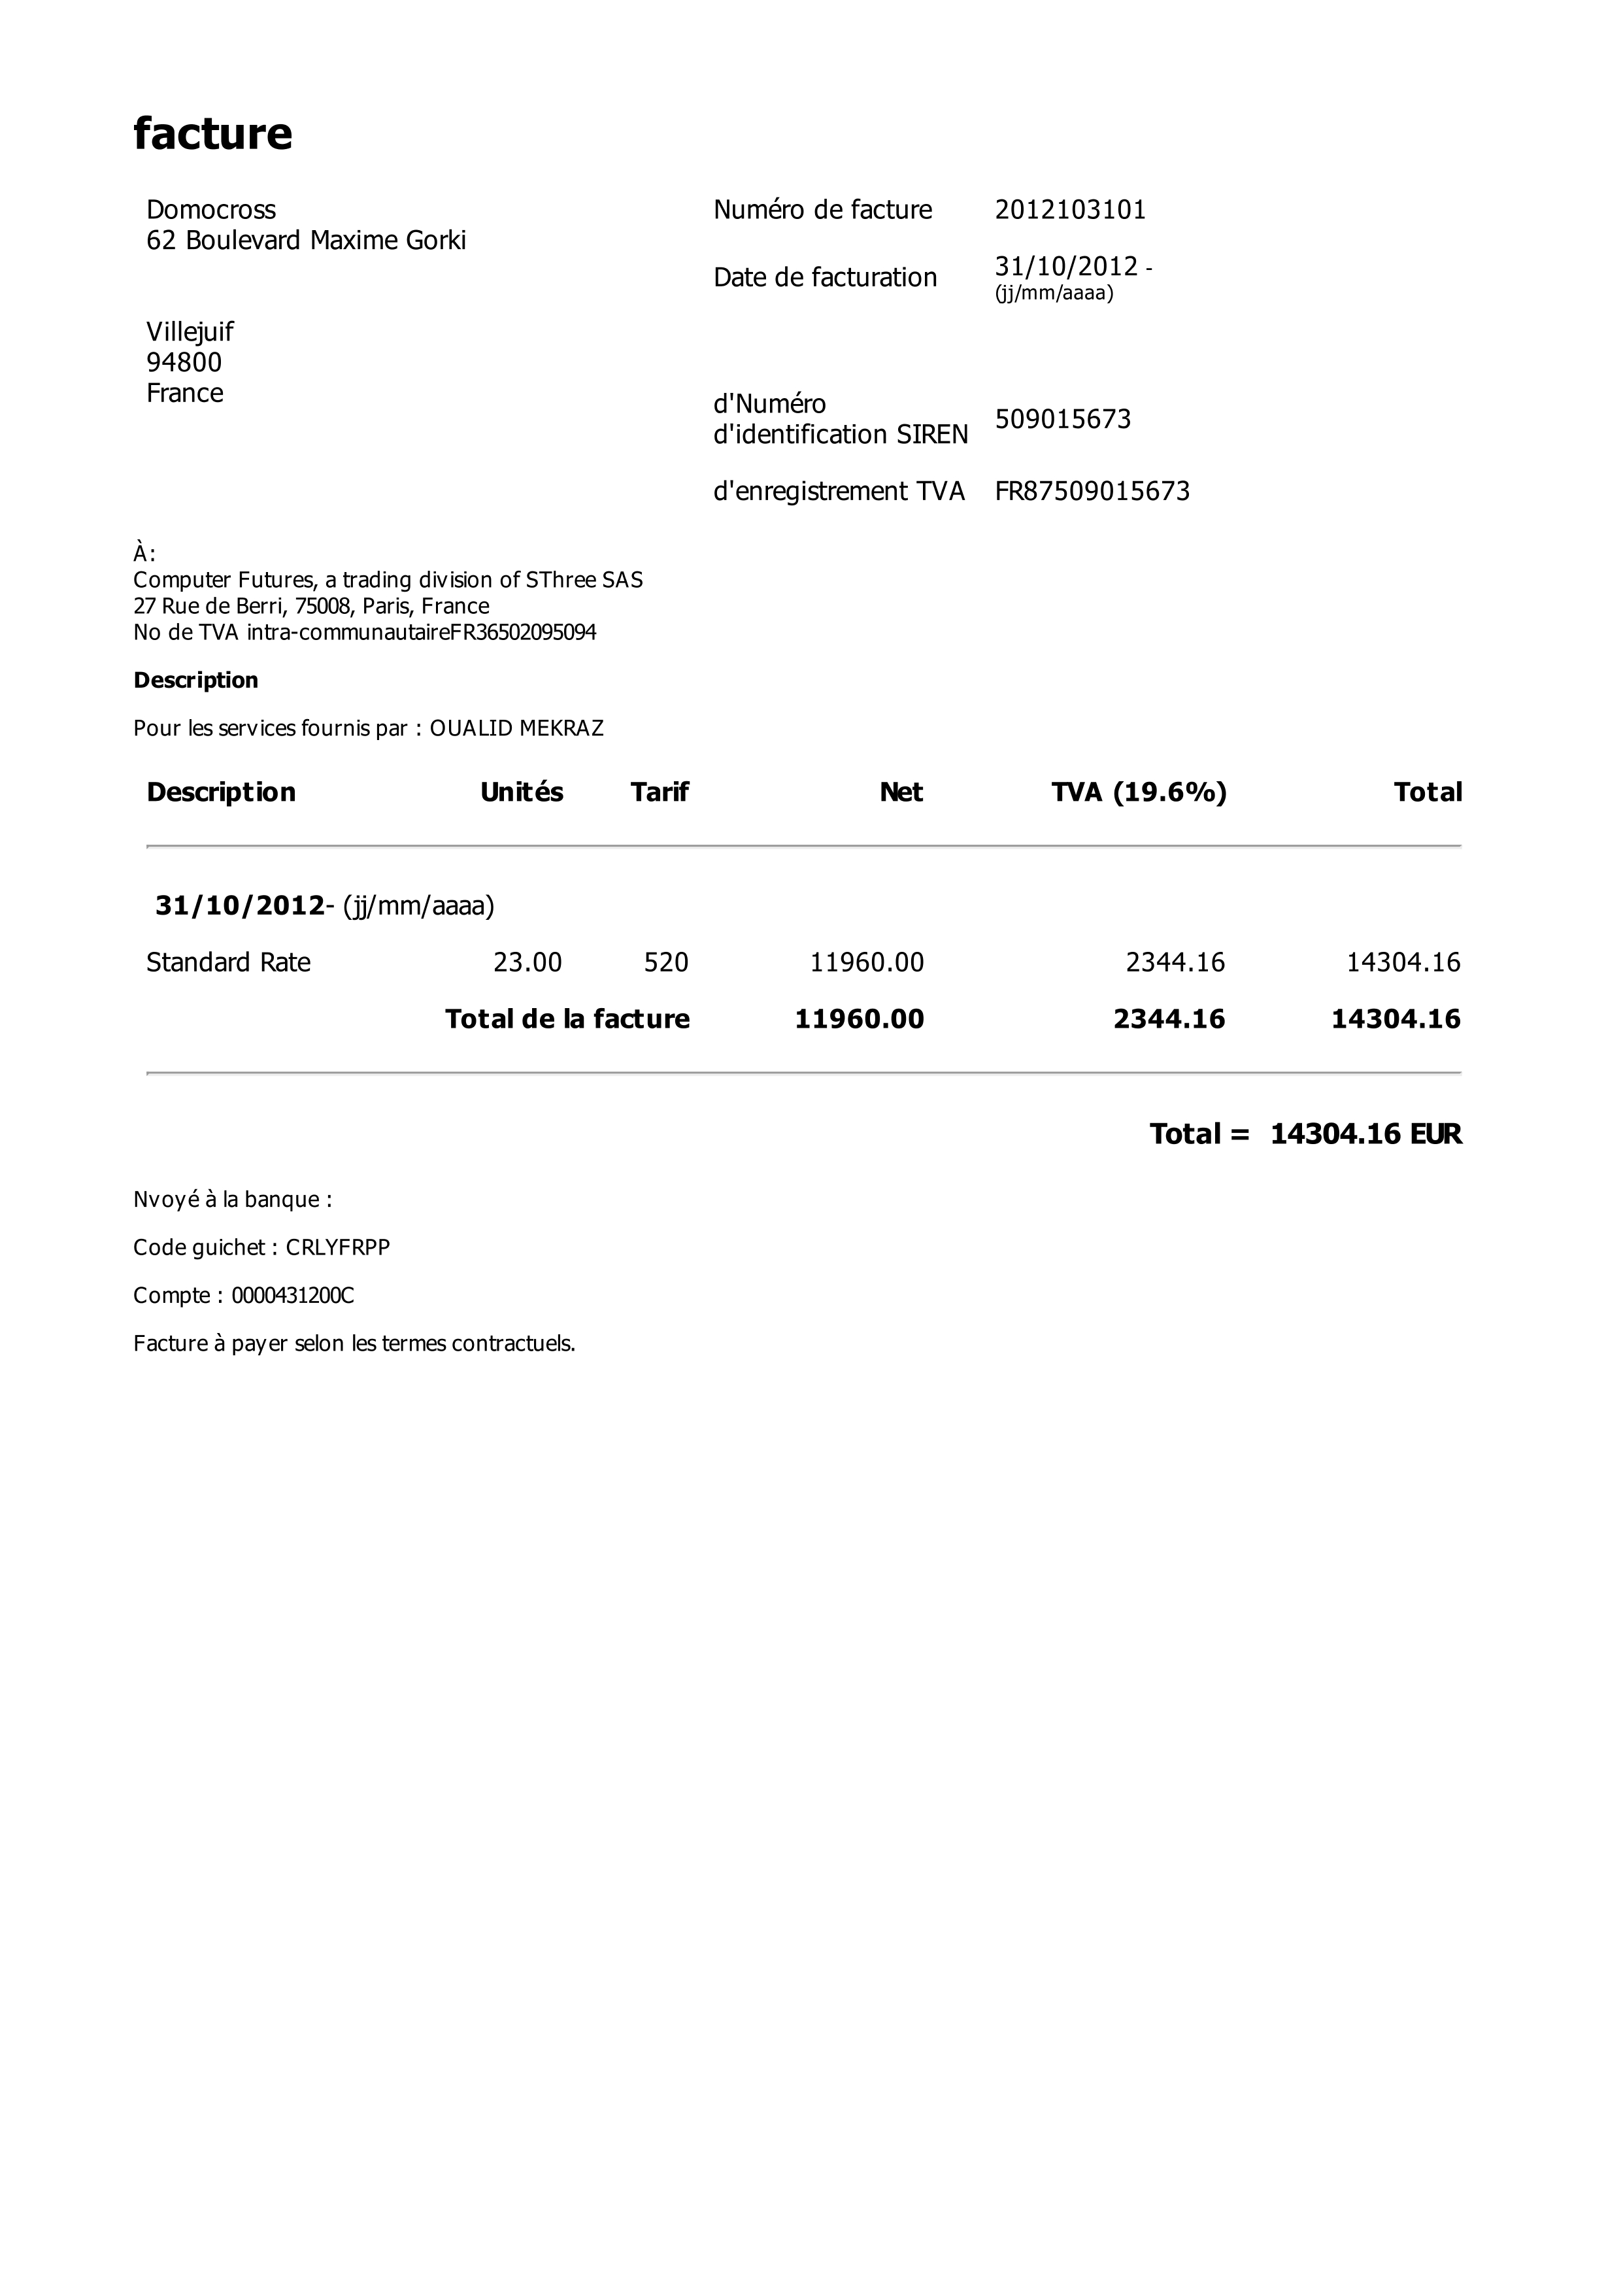 facture
Domocross
62 Boulevard Maxime Gorki
Villejuif
94800
France
Numéro de facture 2012103101
Date de facturation 31/10/2012 -
(jj/mm/aaaa)
d'Numéro
d'identification SIREN 509015673
d'enregistrement TVA FR87509015673
À:
Computer Futures, a trading division of SThree SAS
27 Rue de Berri, 75008, Paris, France
No de TVA intra-communautaireFR36502095094
Description
Pour les services fournis par : OUALID MEKRAZ
Description Unités Tarif Net TVA (19.6%) Total
31/10/2012- (jj/mm/aaaa)
Standard Rate 23.00 520 11960.00 2344.16 14304.16
Total de la facture 11960.00 2344.16 14304.16
Total = 14304.16 EUR
Nvoyé à la banque :
Code guichet : CRLYFRPP
Compte : 0000431200C
Facture à payer selon les termes contractuels.